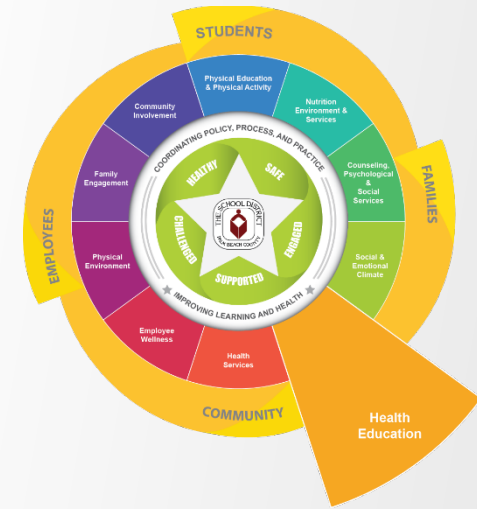 STUDENTS
FAMILIES
COMMUNITY
EMPLOYEES
Physical Education
& Physical Activity
Nutrition
Environment &
Services
Counseling,
Psychological
&
Social
Services
Social &
Emotional
Climate
Health
Education
Health
Services
Employee
Wellness
Physical
Environment
Family
Engagement
Community
Involvement
COORDINATING POLICY, PROCESS, AND PRACTICE
IMPROVING LEARNING AND HEALTH
HEALTHY
SAFE
ENGAGED
SUPPORTED
CHALLENGED
THE SCHOOL DISTRICT
PALM BEACH COUNTY